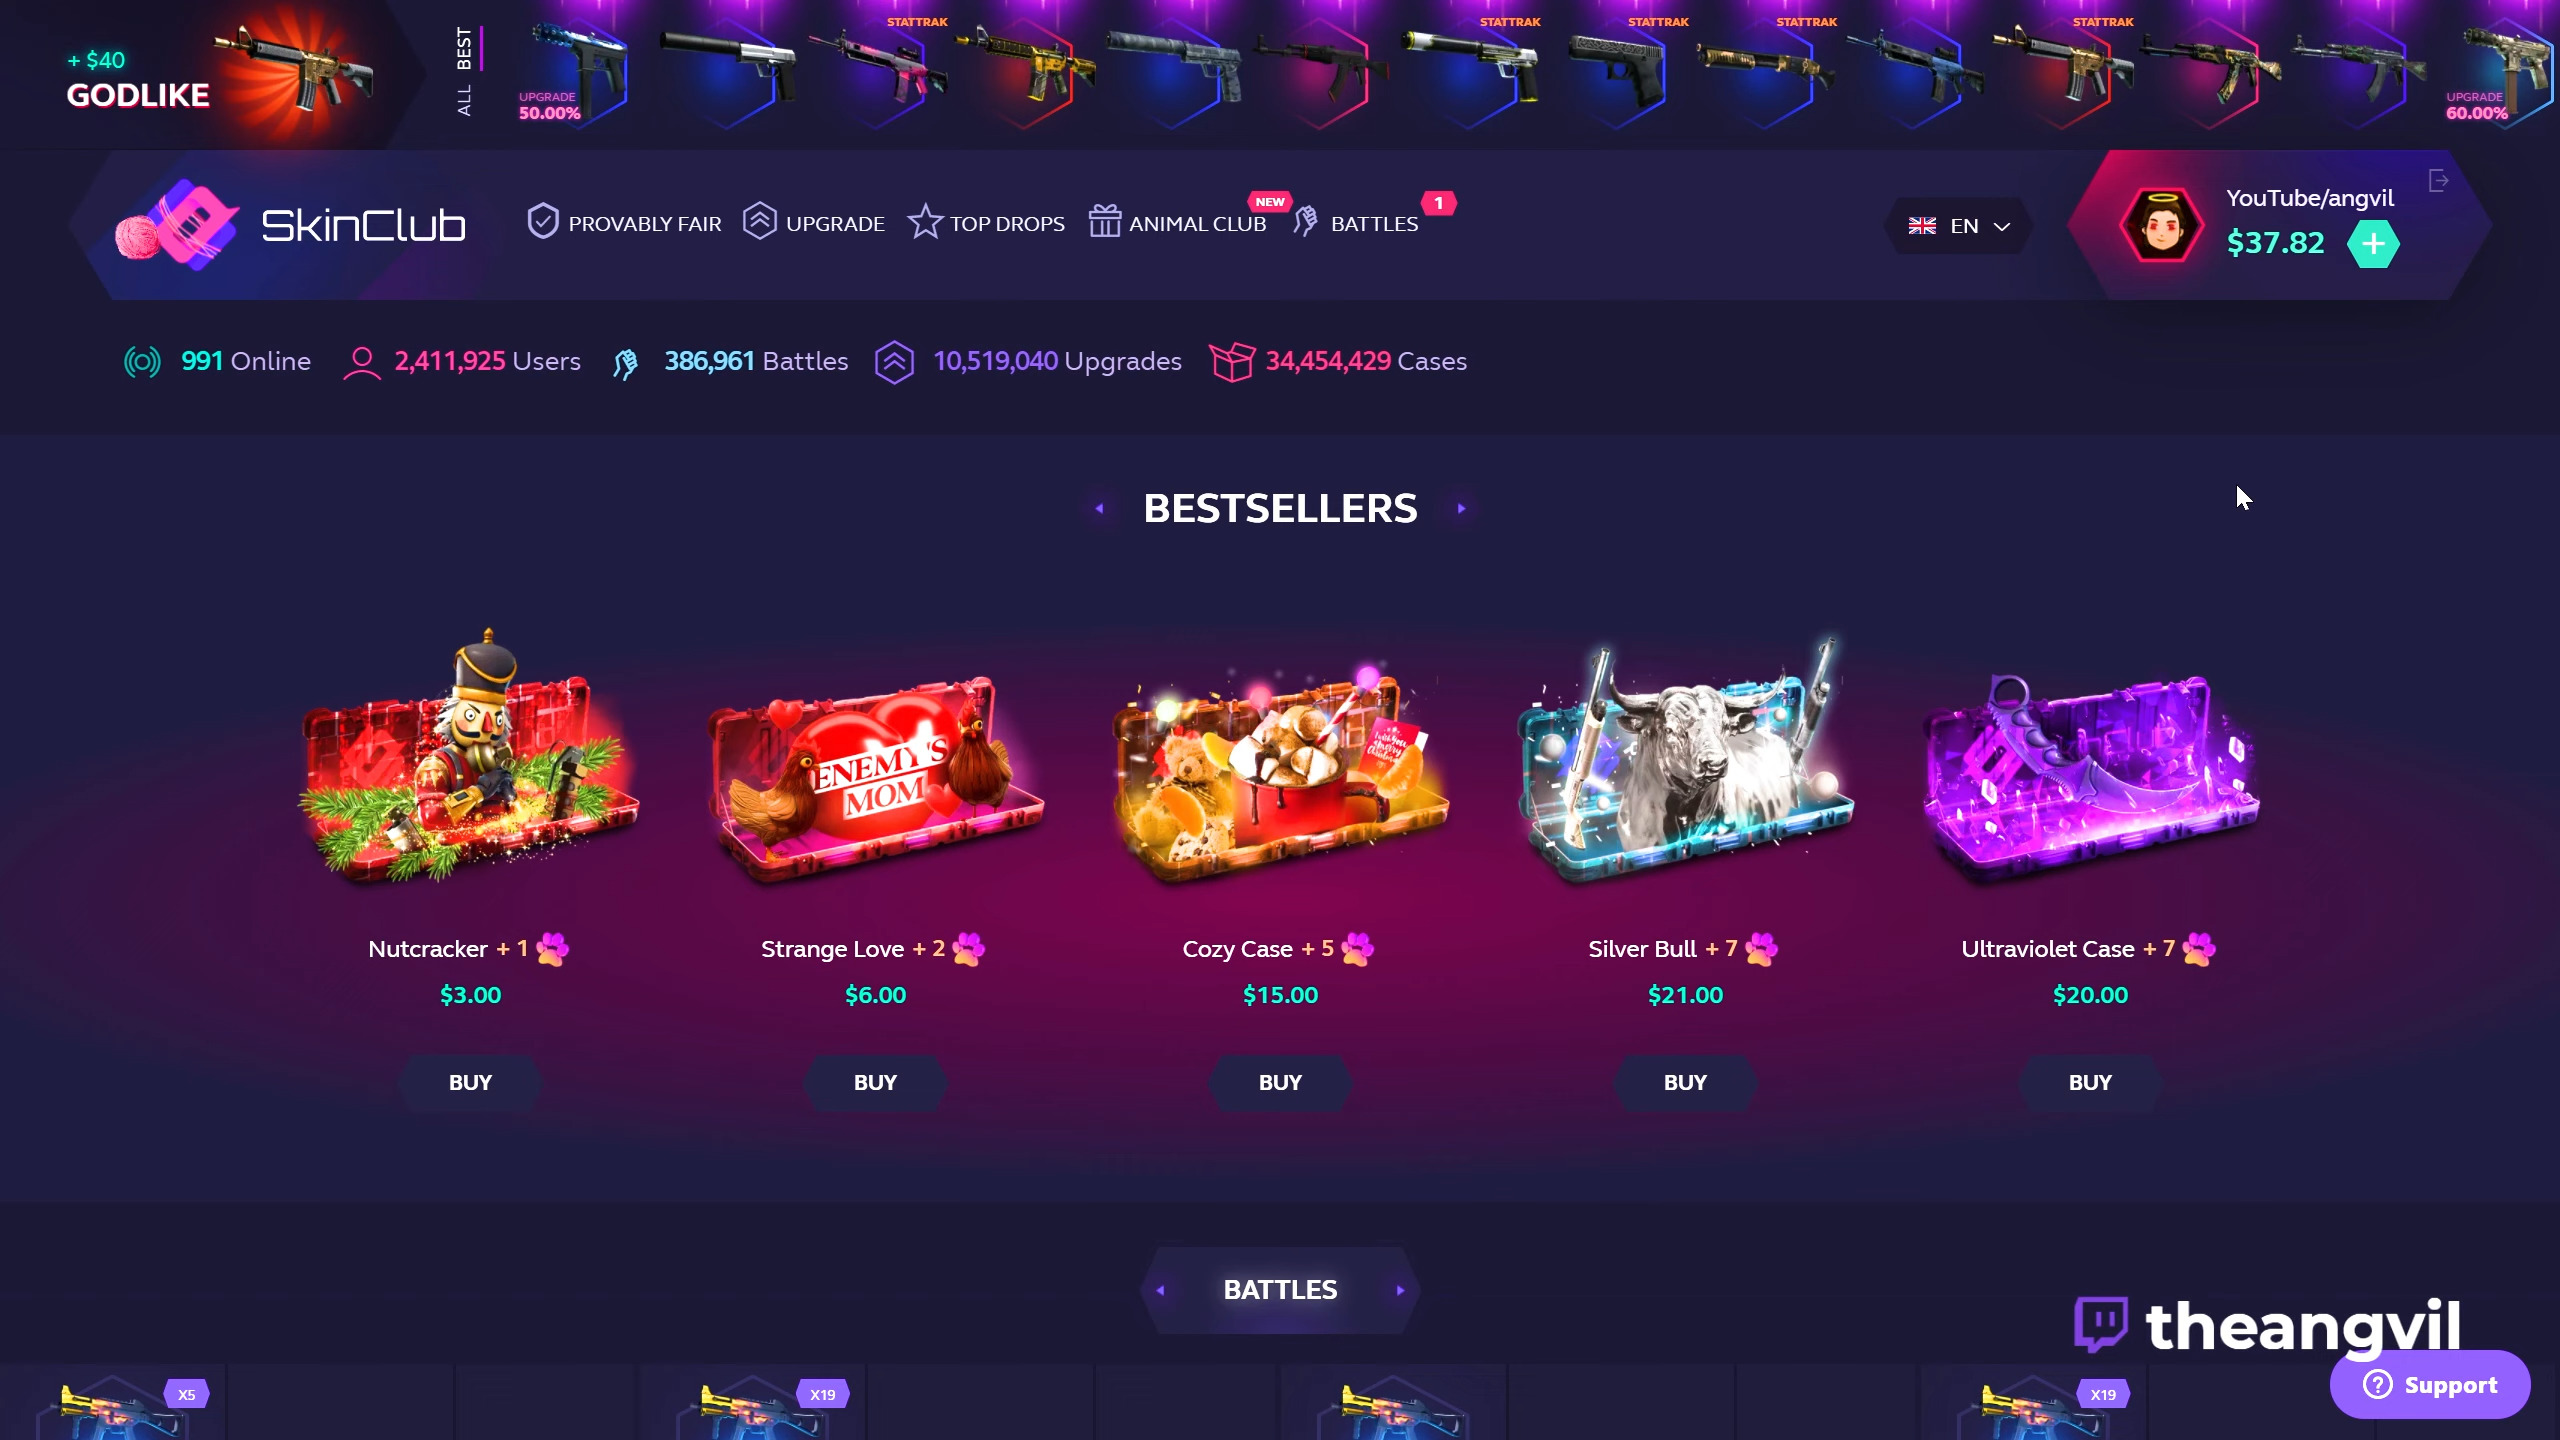 + $40
GODLIKE
BEST
ALL
UPGRADE
50.00%
STATTRAK
STATTRAK
STATTRAK
STATTRAK
STATTRAK
UPGRADE
60.00%
SkinClub
PROVABLY FAIR
UPGRADE
TOP DROPS
ANIMAL CLUB
NEW
BATTLES
1
EN
YouTube/angvil
$37.82
991 Online
2,411,925 Users
386,961 Battles
10,519,040 Upgrades
34,454,429 Cases
BESTSELLERS
ENEMY'S
MOM
Nutcracker + 1
$3.00
BUY
Strange Love + 2
$6.00
BUY
Cozy Case + 5
$15.00
BUY
Silver Bull + 7
$21.00
BUY
Ultraviolet Case + 7
$20.00
BUY
BATTLES
theangvil
X5
X19
X19
Support